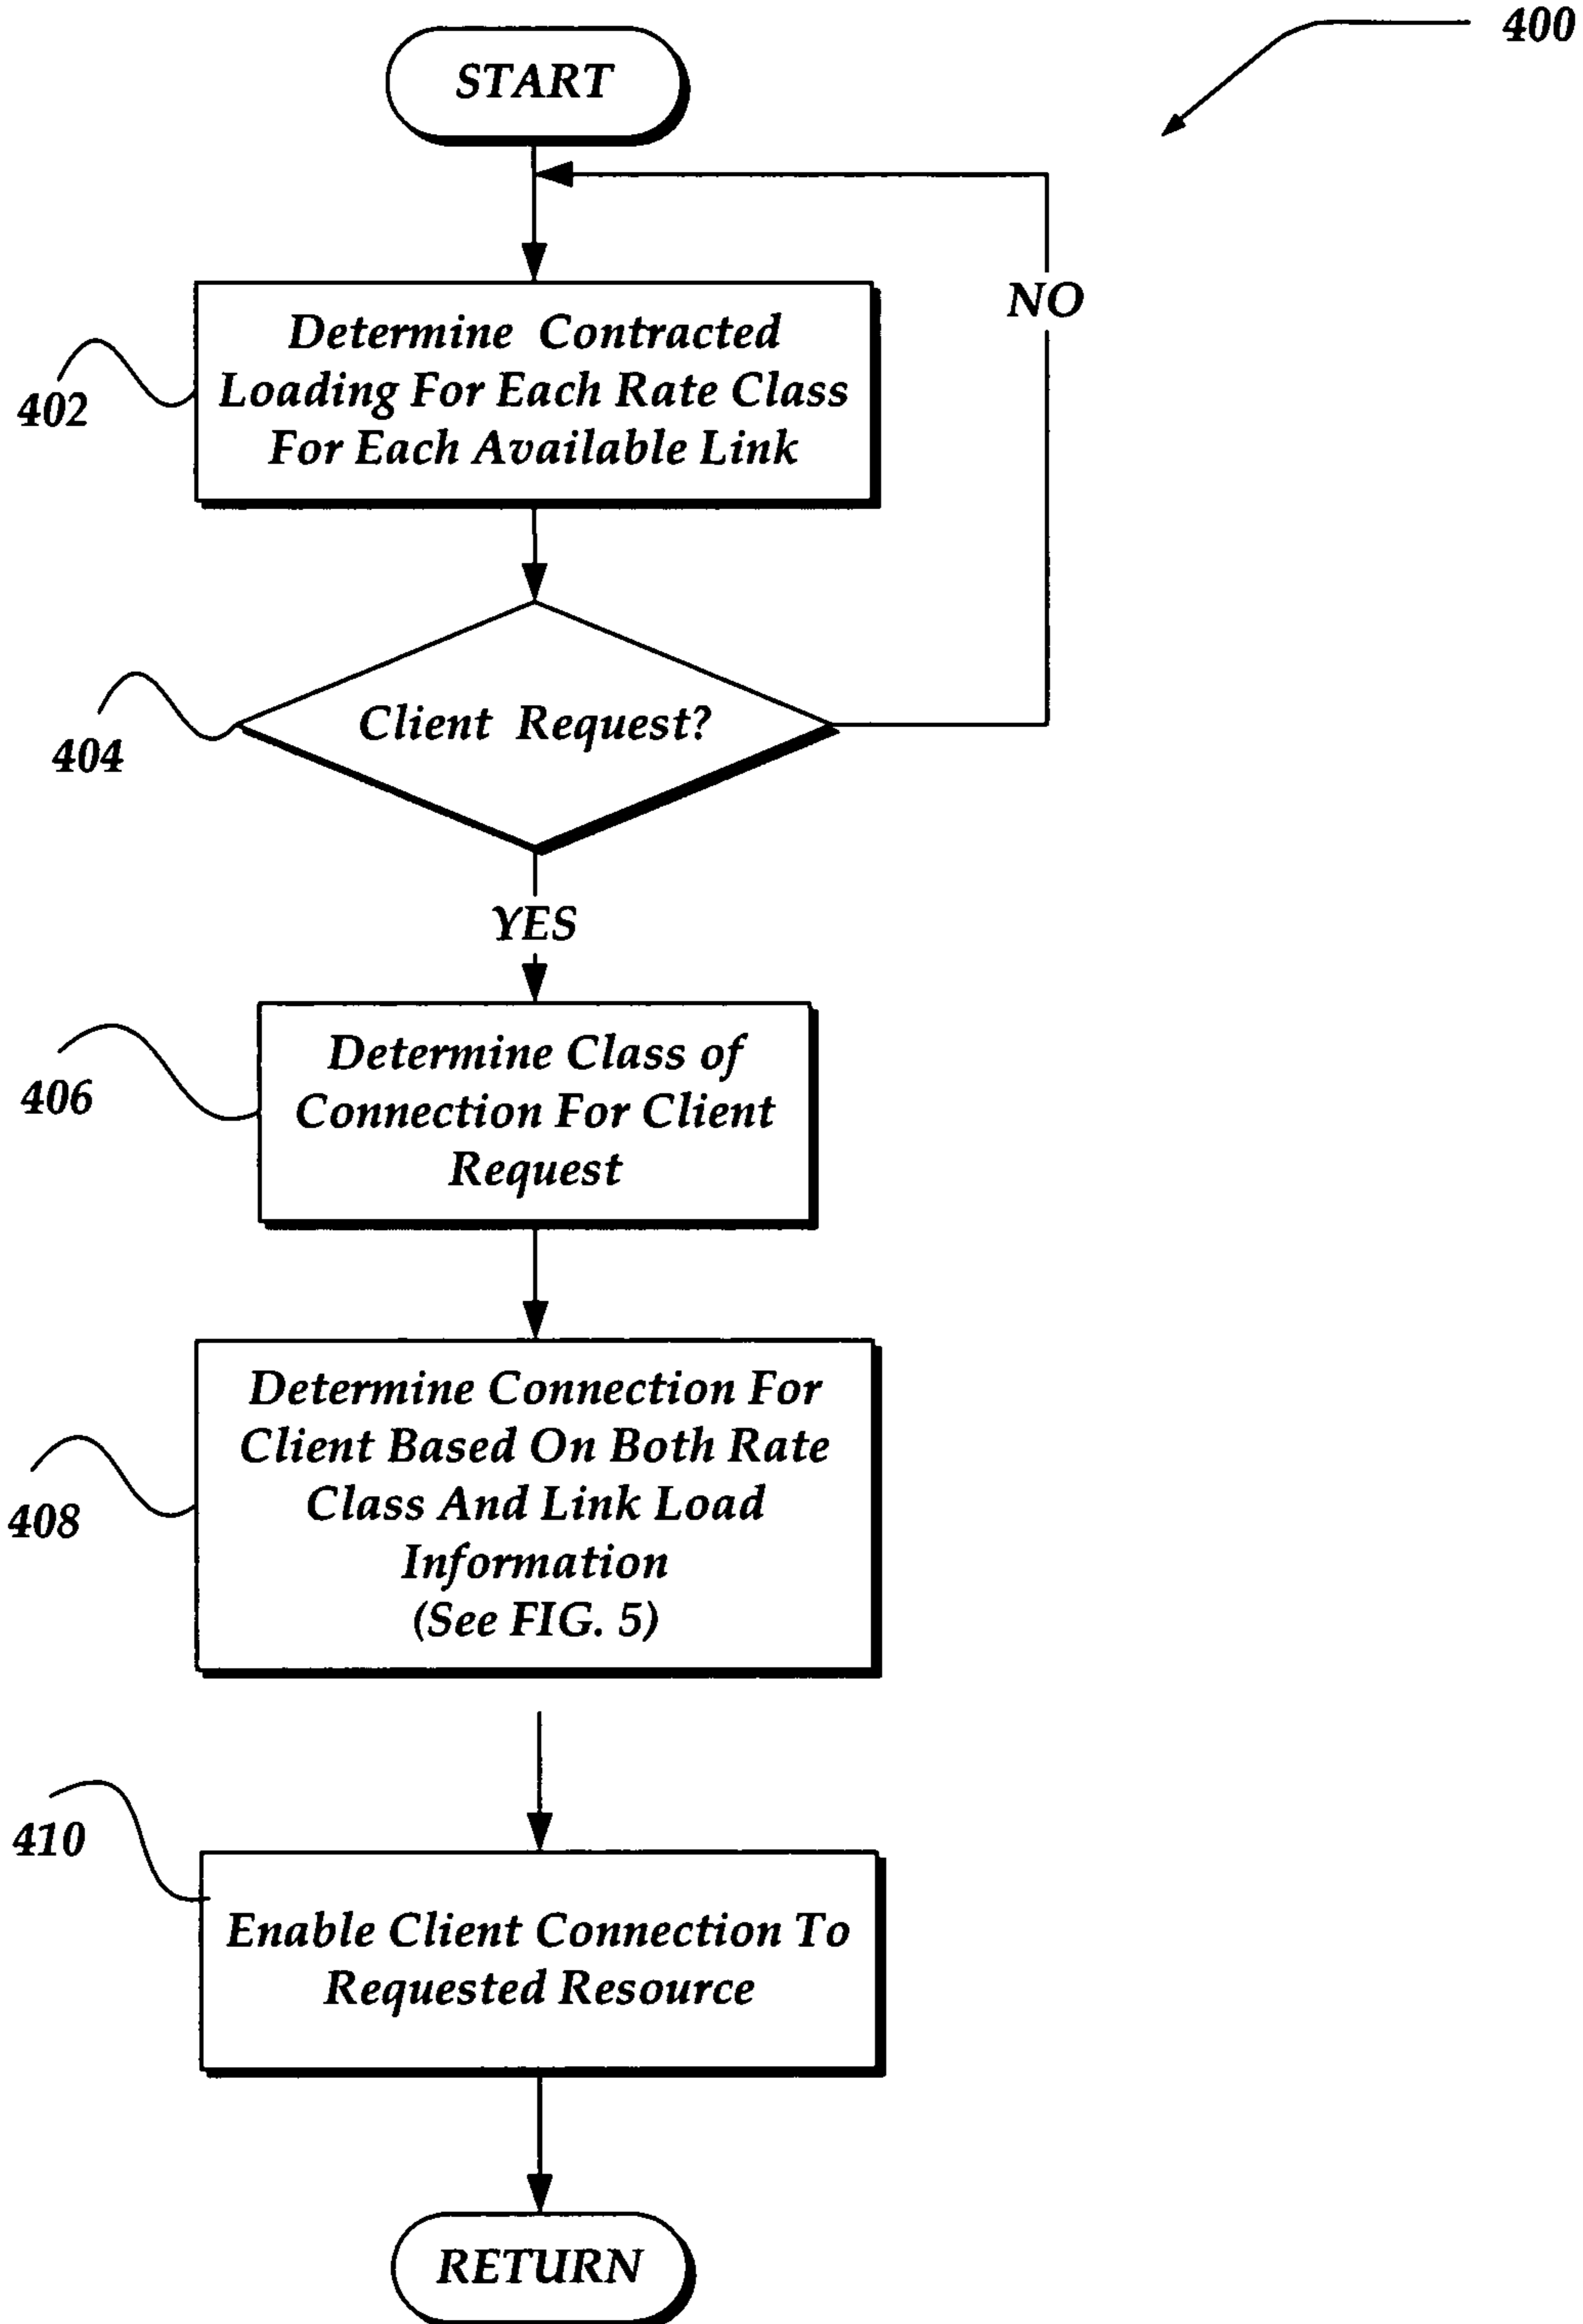 400
START
NO
Determine Contracted
Loading For Each Rate Class
For Each Available Link
402
Client Request?
404
YES
Determine Class of
Connection For Client
Request
406
Determine Connection For
Client Based On Both Rate
Class And Link Load
Information
(See FIG. 5)
408
410
Enable Client Connection To
Requested Resource
RETURN